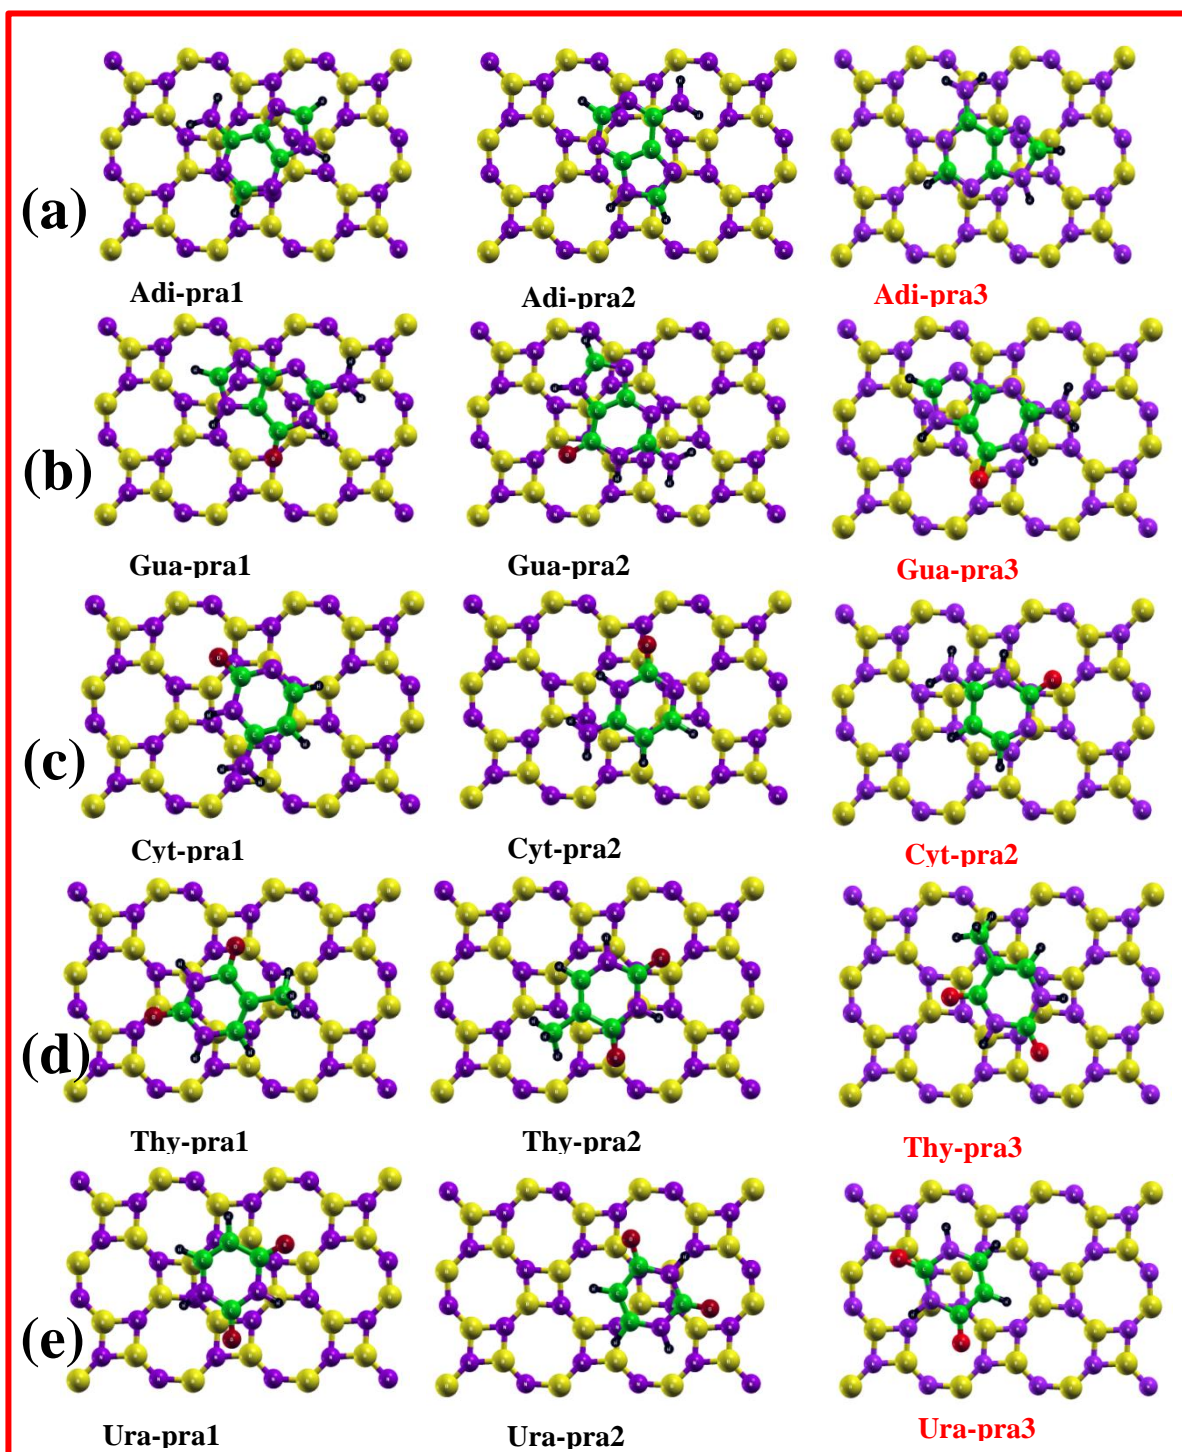 (a)
Adi-pra1 Adi-pra2 Adi-pra3
(b)
Gua-pra1 Gua-pra2 Gua-pra3
(c)
Cyt-pra1 Cyt-pra2 Cyt-pra2
(d)
Thy-pra1 Thy-pra2 Thy-pra3
(e)
Ura-pra1 Ura-pra2 Ura-pra3